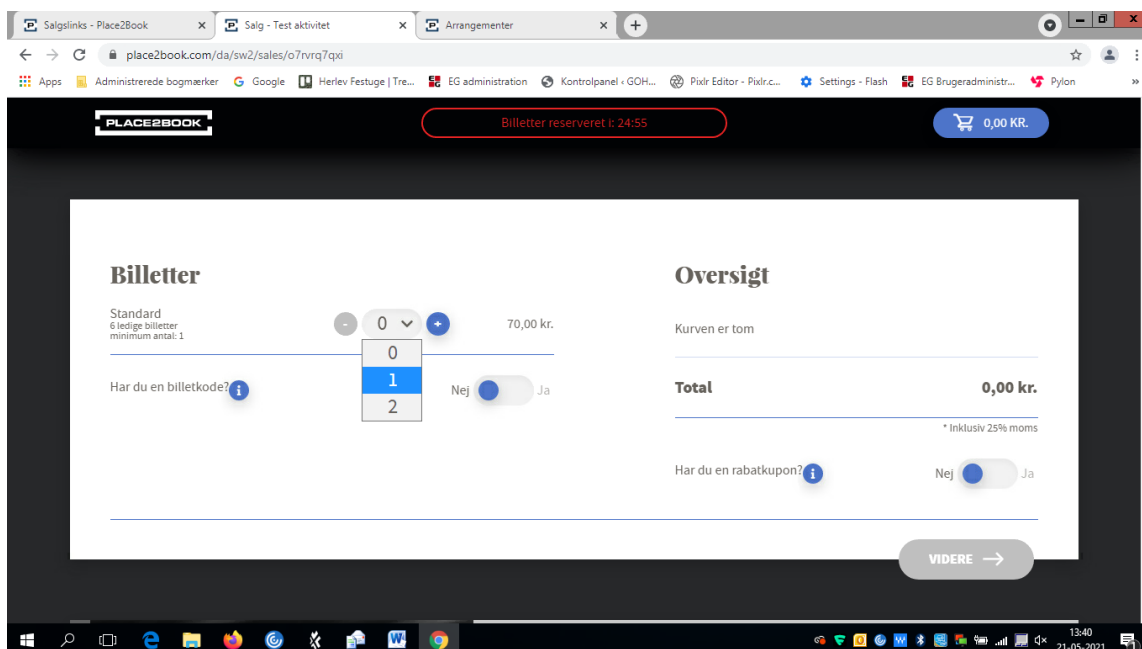 Salgslinks - Place2Book
Salg - Test aktivitet
Arrangementer
place2book.com/da/sw2/sales/o7rvrq7qxi
Apps Administrerede bogmærker Google Herlev Festuge | Tre... EG administration Kontrolpanel ‹ GOH... Pixlr Editor - Pixlr.c... Settings - Flash EG Brugeradministr... Pylon »
PLACE2BOOK
Billetter reserveret i: 24:55
0,00 KR.
Billetter
Standard
6 ledige billetter
minimum antal: 1
- 0 + 70,00 kr.
0
1
2
Har du en billetkode? i Nej Ja
Oversigt
Kurven er tom
Total 0,00 kr.
* Inklusiv 25% moms
Har du en rabatkupon? i Nej Ja
VIDERE →
13:40
21-05-2021